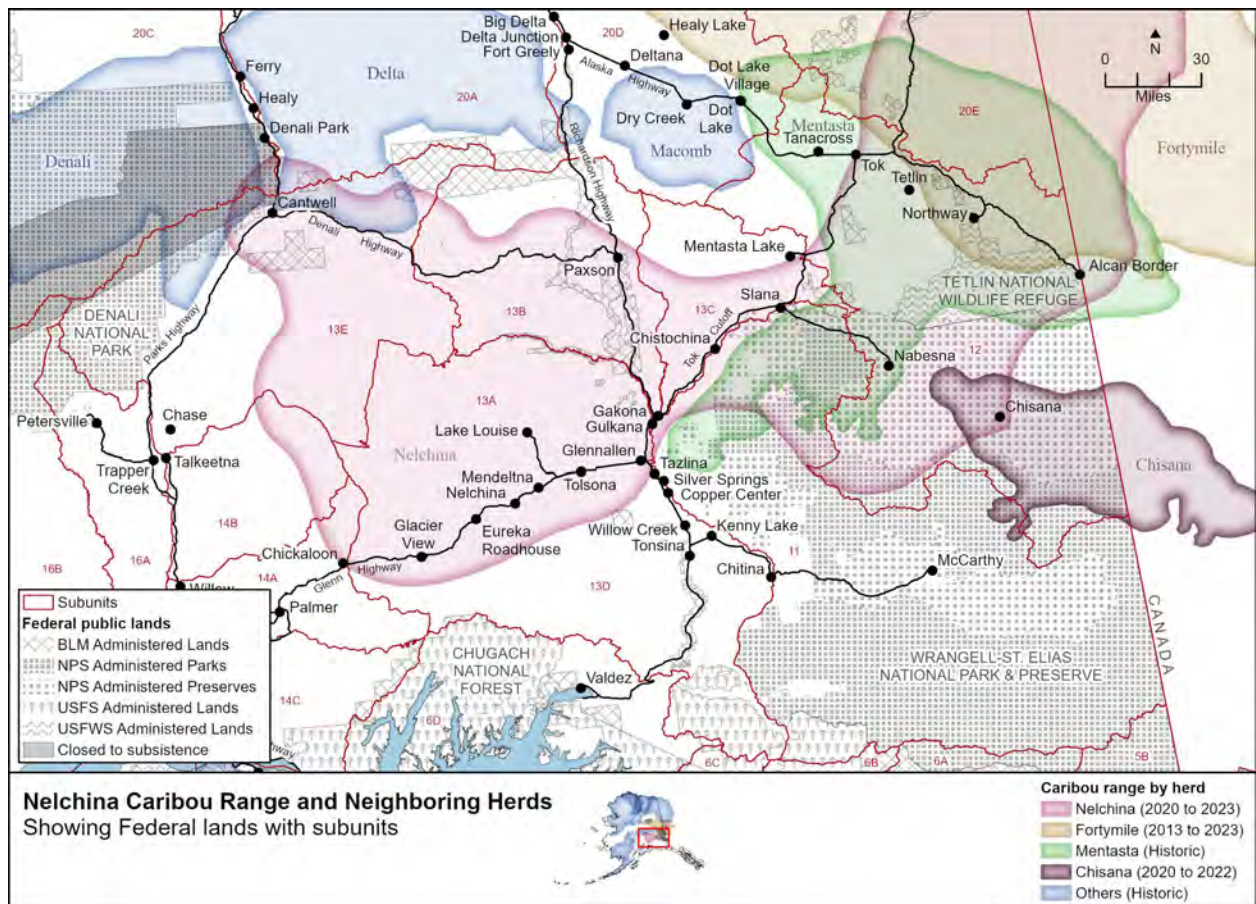 20C
Big Delta
Delta Junction
Fort Greely
20D
Healy Lake
Deltana
Alaska
Highway
Dot Lake
Village
Ferry
Delta
20A
Healy
Denali Park
Denali
Dry Creek
Dot
Lake
Macomb
Mentasta
Tanacross
Tok
20E
Fortymile
N
0
30
Miles
Richardson Highway
Tetlin
Northway
Cantwell
Denali
Highway
Paxson
Mentasta Lake
Alcan Border
TETLIN NATIONAL
WILDLIFE REFUGE
Slana
DENALI
NATIONAL
PARK
Parks Highway
13E
13B
13C
Chistochina
Tok
Cutoff
Nabesna
12
Petersville
Chase
13A
Gakona
Gulkana
Chisana
Lake Louise
Nelchina
Glennallen
Chisana
Trapper
Creek
Talkeetna
Mendeltna
Nelchina
Tolsona
Tazlina
Silver Springs
Copper Center
14B
Glacier
View
Eureka
Roadhouse
Willow Creek
Tonsina
Kenny Lake
16B
16A
Chickaloon
Glenn
Highway
11
McCarthy
14A
Willow
Chitina
13D
Palmer
CANADA
CHUGACH
NATIONAL
FOREST
WRANGELL-ST. ELIAS
NATIONAL PARK & PRESERVE
Valdez
14C
6D
6C
6B
6A
5B
Subunits
Federal public lands
BLM Administered Lands
NPS Administered Parks
NPS Administered Preserves
USFS Administered Lands
USFWS Administered Lands
Closed to subsistence
Nelchina Caribou Range and Neighboring Herds
Showing Federal lands with subunits
Caribou range by herd
Nelchina (2020 to 2023)
Fortymile (2013 to 2023)
Mentasta (Historic)
Chisana (2020 to 2022)
Others (Historic)